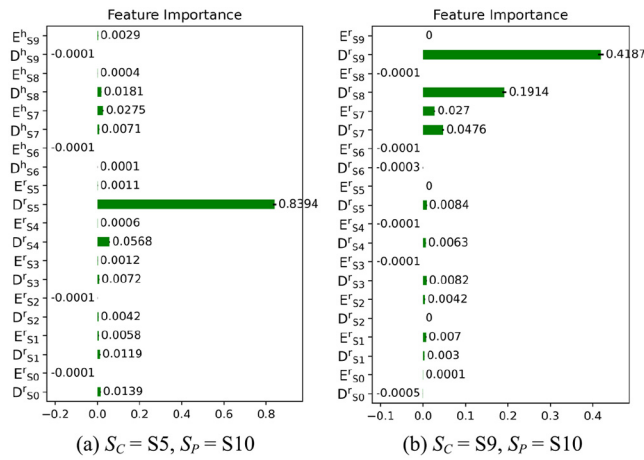 Feature Importance
E^h_S9 0.0029
D^h_S9 -0.0001
E^h_S8 0.0004
D^h_S8 0.0181
E^h_S7 0.0275
D^h_S7 0.0071
E^h_S6 -0.0001
D^h_S6 0.0001
E^r_S5 0.0011
D^r_S5 0.8394
E^r_S4 0.0006
D^r_S4 0.0568
E^r_S3 0.0012
D^r_S3 0.0072
E^r_S2 -0.0001
D^r_S2 0.0042
E^r_S1 0.0058
D^r_S1 0.0119
E^r_S0 -0.0001
D^r_S0 0.0139
−0.2 0.0 0.2 0.4 0.6 0.8
(a) S_C = S5, S_P = S10
Feature Importance
E^r_S9 0
D^r_S9 0.4187
E^r_S8 -0.0001
D^r_S8 0.1914
E^r_S7 0.027
D^r_S7 0.0476
E^r_S6 -0.0001
D^r_S6 -0.0003
E^r_S5 0
D^r_S5 0.0084
E^r_S4 -0.0001
D^r_S4 0.0063
E^r_S3 -0.0001
D^r_S3 0.0082
E^r_S2 0.0042
D^r_S2 0
E^r_S1 0.007
D^r_S1 0.003
E^r_S0 0.0001
D^r_S0 -0.0005
−0.1 0.0 0.1 0.2 0.3 0.4
(b) S_C = S9, S_P = S10